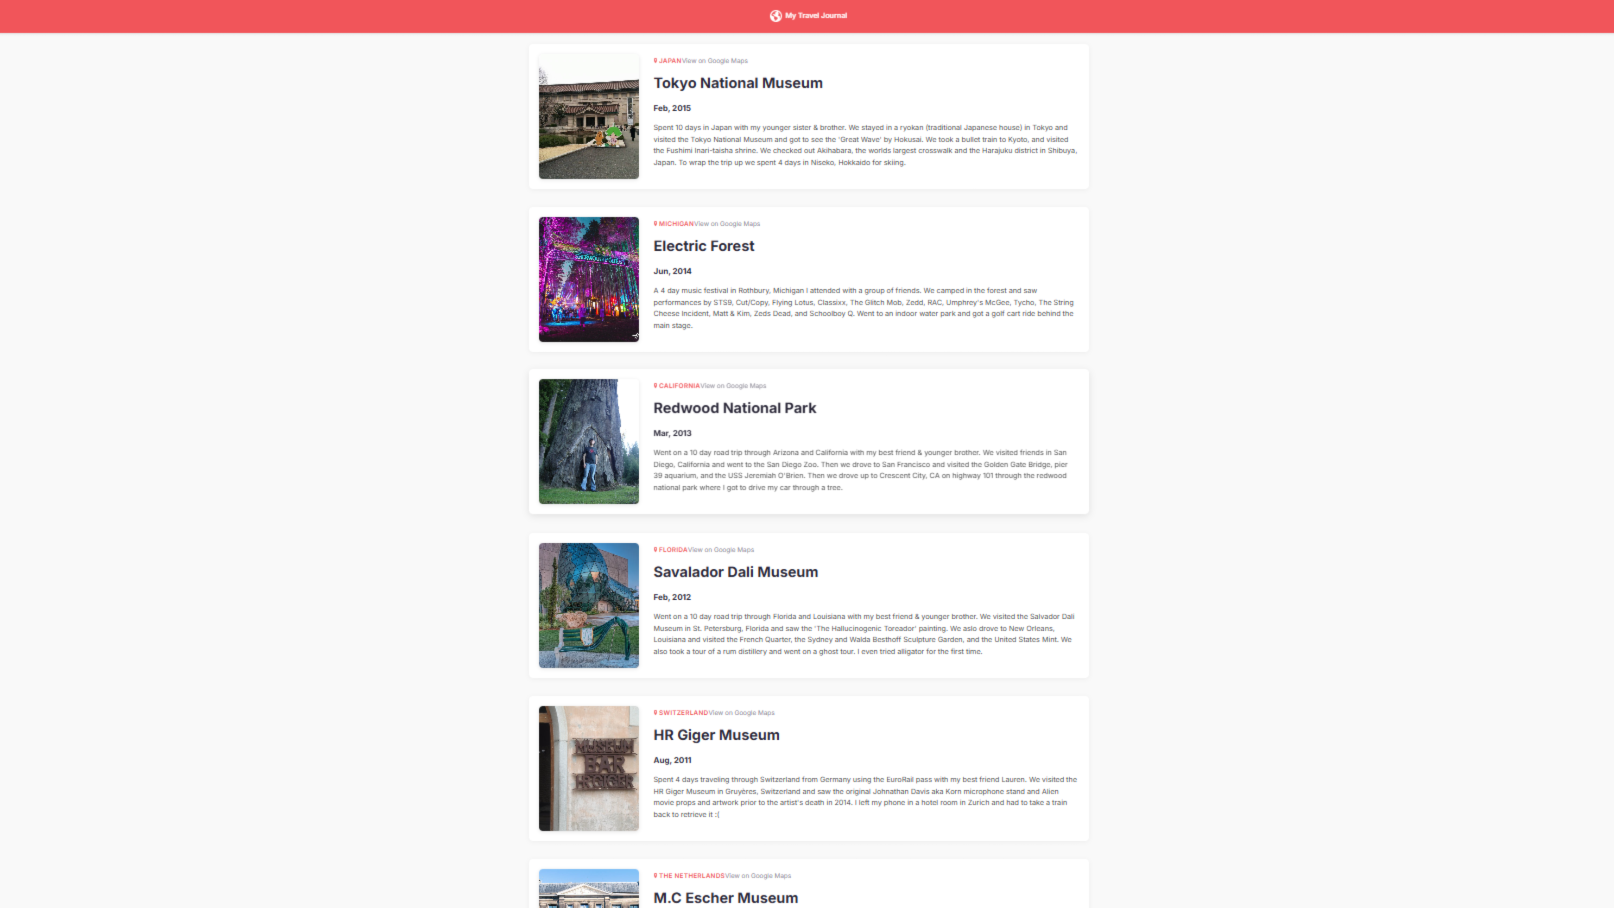 My Travel Journal
JAPAN View on Google Maps
Tokyo National Museum
Feb, 2015
Spent 10 days in Japan with my younger sister & brother. We stayed in a ryokan (traditional Japanese house) in Tokyo and
visited the Tokyo National Museum and got to see the 'Great Wave' by Hokusai. We took a bullet train to Kyoto, and visited
the Fushimi Inari-taisha shrine. We checked out Akihabara, the worlds largest crosswalk and the Harajuku district in Shibuya,
Japan. To wrap the trip up we spent 4 days in Niseko, Hokkaido for skiing.
MICHIGAN View on Google Maps
Electric Forest
Jun, 2014
A 4 day music festival in Rothbury, Michigan I attended with a group of friends. We camped in the forest and saw
performances by STS9, Cut/Copy, Flying Lotus, Classixx, The Glitch Mob, Zedd, RAC, Umphrey's McGee, Tycho, The String
Cheese Incident, Matt & Kim, Zeds Dead, and Schoolboy Q. Went to an indoor water park and got a golf cart ride behind the
main stage.
CALIFORNIA View on Google Maps
Redwood National Park
Mar, 2013
Went on a 10 day road trip through Arizona and California with my best friend & younger brother. We visited friends in San
Diego, California and went to the San Diego Zoo. Then we drove to San Francisco and visited the Golden Gate Bridge, pier
39 aquarium, and the USS Jeremiah O'Brien. Then we drove up to Crescent City, CA on highway 101 through the redwood
national park where I got to drive my car through a tree.
FLORIDA View on Google Maps
Savalador Dali Museum
Feb, 2012
Went on a 10 day road trip through Florida and Louisiana with my best friend & younger brother. We visited the Salvador Dali
Museum in St. Petersburg, Florida and saw the 'The Hallucinogenic Toreador' painting. We aslo drove to New Orleans,
Louisiana and visited the French Quarter, the Sydney and Walda Besthoff Sculpture Garden, and the United States Mint. We
also took a tour of a rum distillery and went on a ghost tour. I even tried alligator for the first time.
SWITZERLAND View on Google Maps
HR Giger Museum
Aug, 2011
Spent 4 days traveling through Switzerland from Germany using the EuroRail pass with my best friend Lauren. We visited the
HR Giger Museum in Gruyères, Switzerland and saw the original Johnathan Davis aka Korn microphone stand and Alien
movie props and artwork prior to the artist's death in 2014. I left my phone in a hotel room in Zurich and had to take a train
back to retrieve it :(
MUSEUM
BAR
HR GIGER
THE NETHERLANDS View on Google Maps
M.C Escher Museum